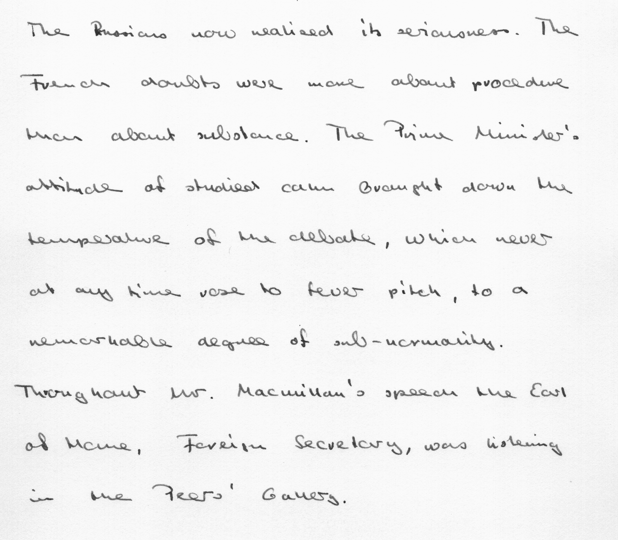 The Russians now realised its seriousness. The
French doubts were more about procedure
than about substance. The Prime Minister's
attitude of studied calm brought down the
temperature of the debate, which never
at any time rose to fever pitch, to a
remarkable degree of sub-normality.
Throughout Mr. Macmillan's speech the Earl
of Home, Foreign Secretary, was listening
in the Peers' Gallery.